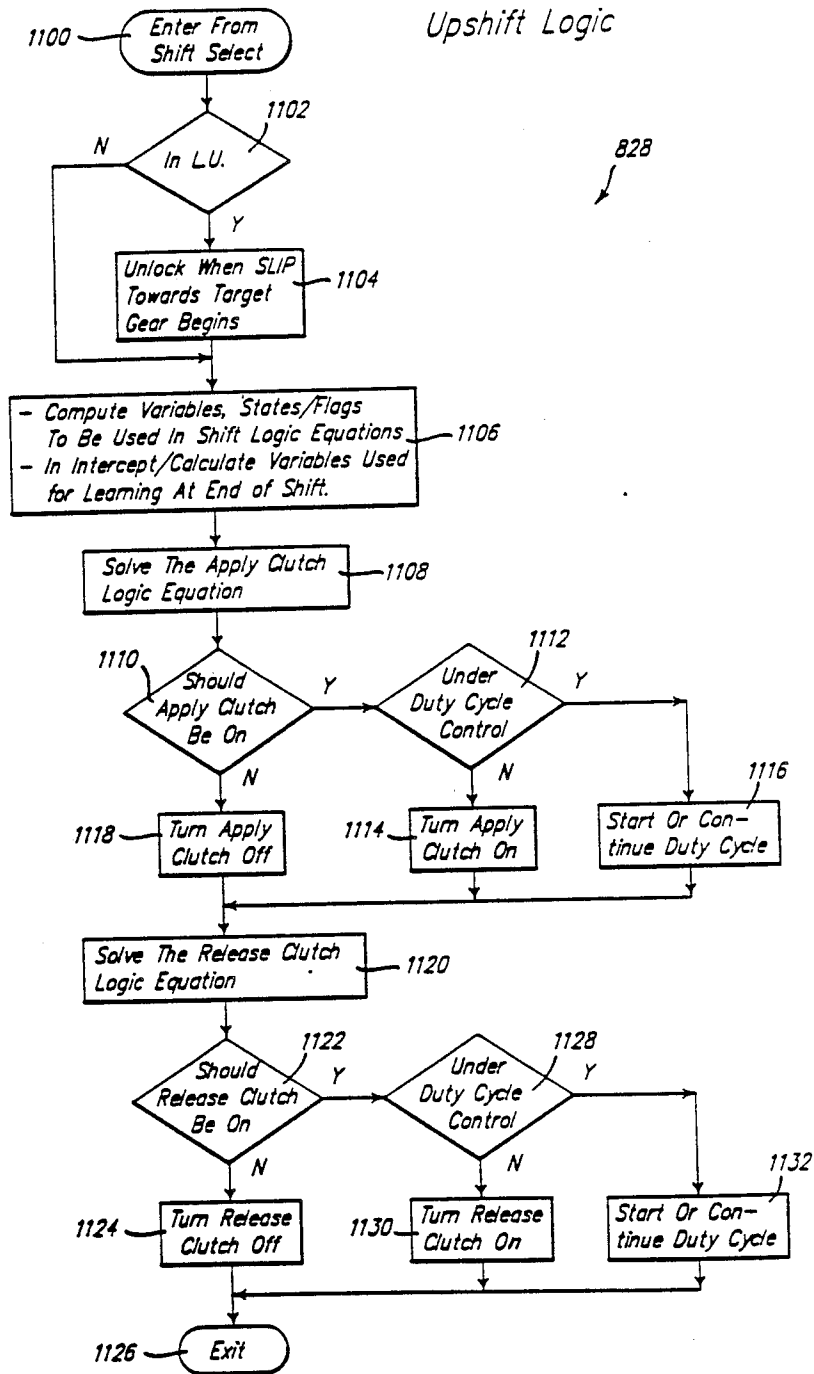 Upshift Logic
1100
Enter From
Shift Select
1102
828
In L.U.
N
Y
Unlock When SLIP
Towards Target
Gear Begins
1104
- Compute Variables, States/Flags
To Be Used In Shift Logic Equations
- In Intercept/Calculate Variables Used
for Learning At End of Shift.
1106
Solve The Apply Clutch
Logic Equation
1108
1110
Should
Apply Clutch
Be On
Y
N
1112
Under
Duty Cycle
Control
Y
N
1118
Turn Apply
Clutch Off
1114
Turn Apply
Clutch On
1116
Start Or Con-
tinue Duty Cycle
Solve The Release Clutch
Logic Equation
1120
1122
Should
Release Clutch
Be On
Y
N
1128
Under
Duty Cycle
Control
Y
N
1124
Turn Release
Clutch Off
1130
Turn Release
Clutch On
1132
Start Or Con-
tinue Duty Cycle
1126
Exit